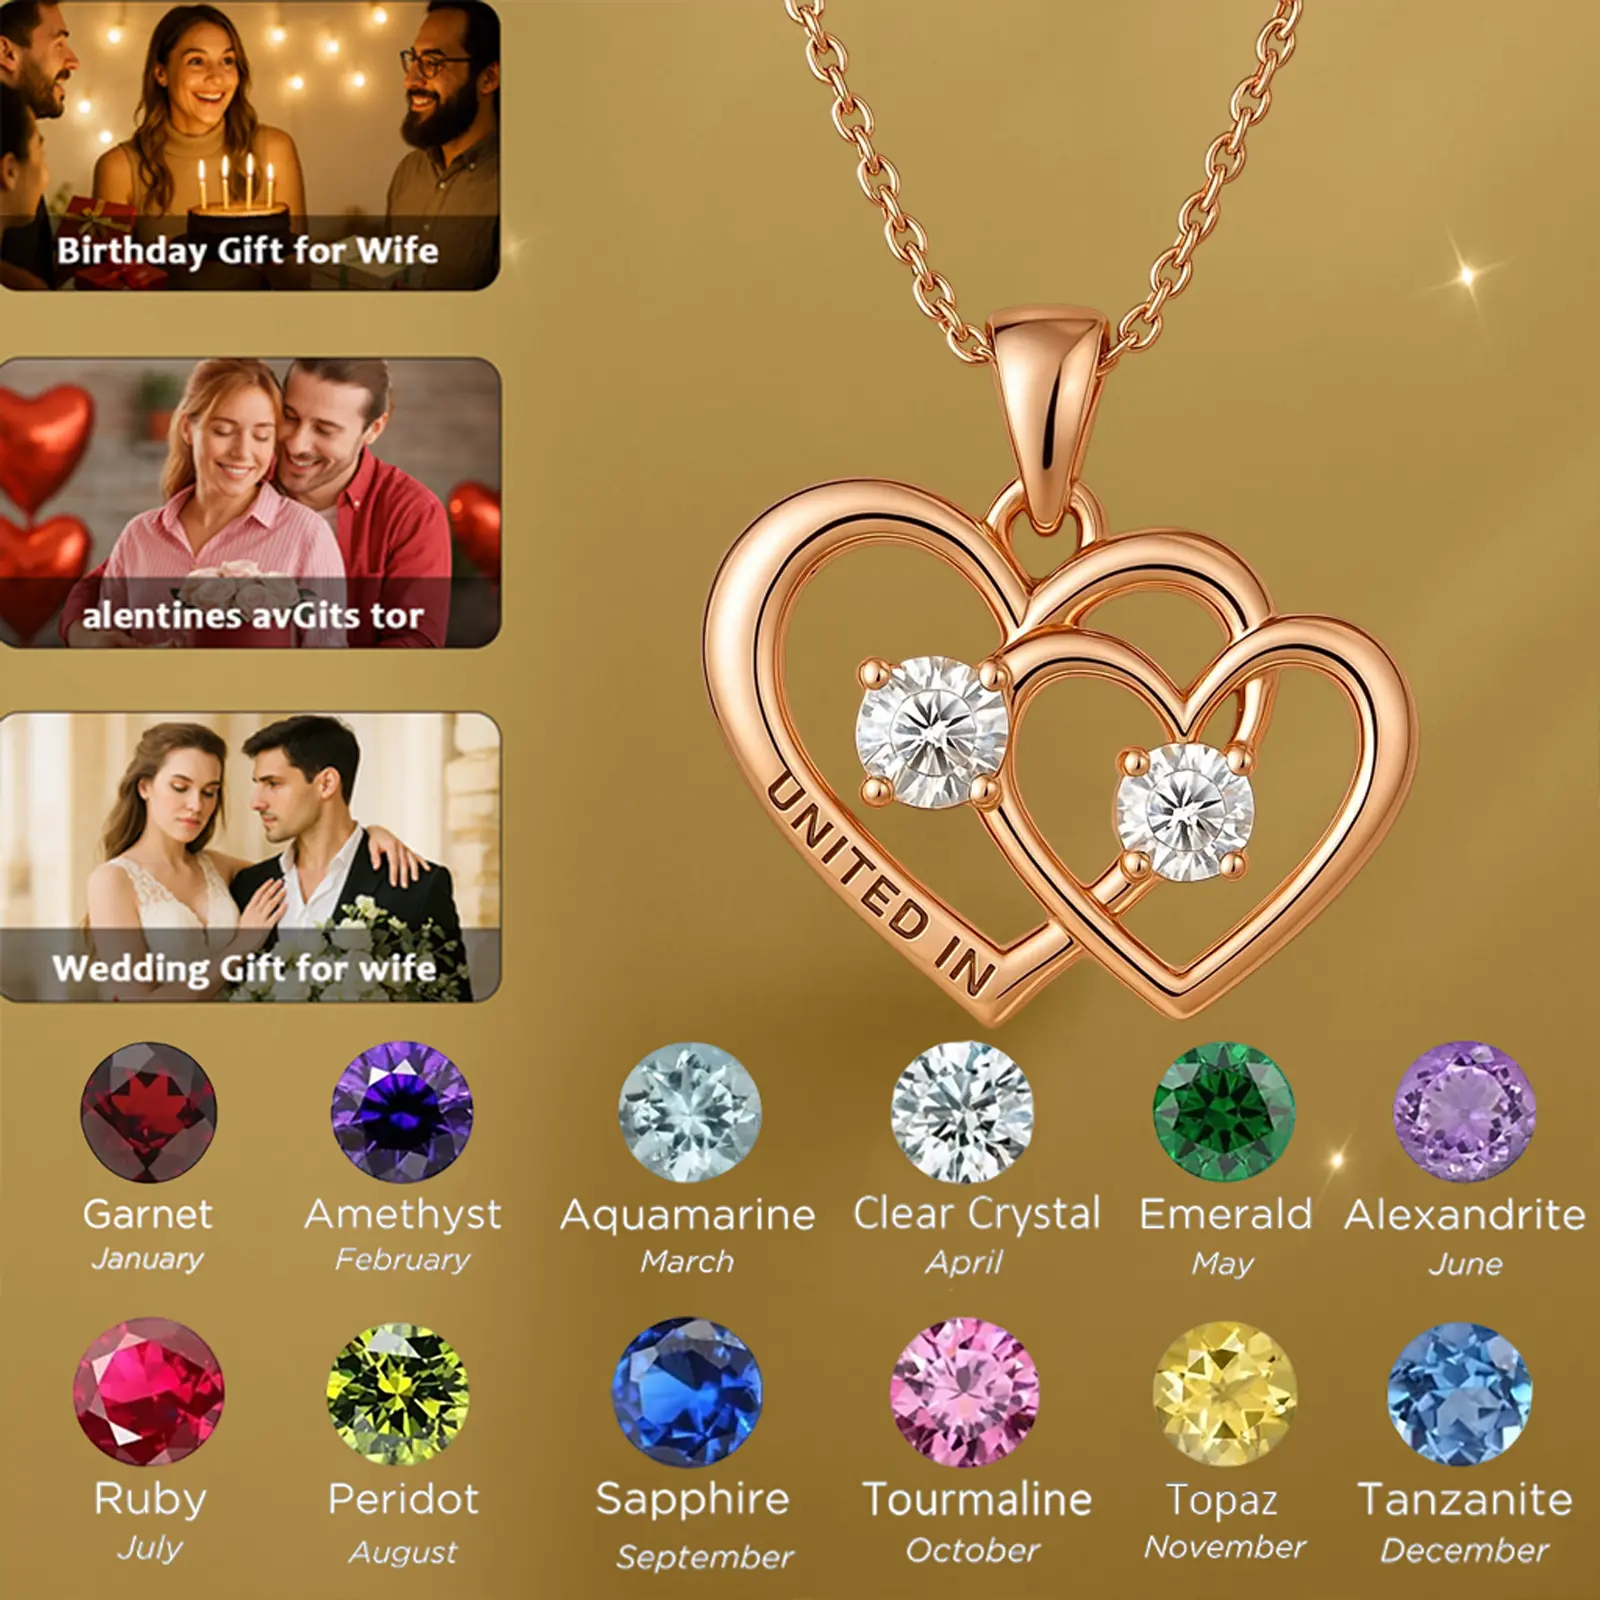 Birthday Gift for Wife
alentines avGits tor
Wedding Gift for wife
UNITED IN
Garnet
January
Amethyst
February
Aquamarine
March
Clear Crystal
April
Emerald
May
Alexandrite
June
Ruby
July
Peridot
August
Sapphire
September
Tourmaline
October
Topaz
November
Tanzanite
December